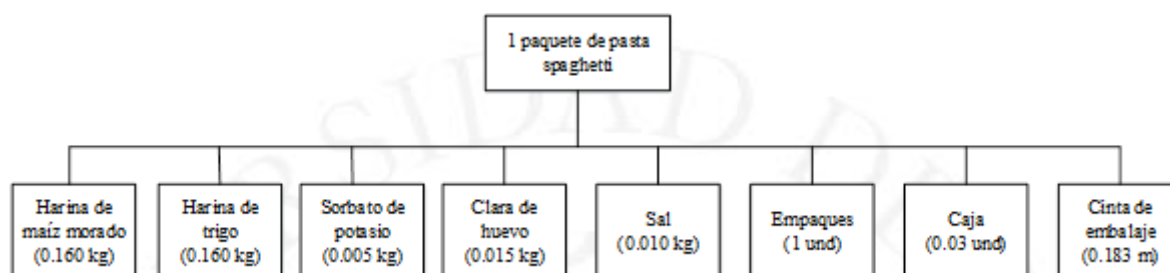 1 paquete de pasta
spaghetti
Harina de
maíz morado
(0.160 kg)
Harina de
trigo
(0.160 kg)
Sorbato de
potasio
(0.005 kg)
Clara de
huevo
(0.015 kg)
Sal
(0.010 kg)
Empaques
(1 und)
Caja
(0.03 und)
Cinta de
embalaje
(0.183 m)